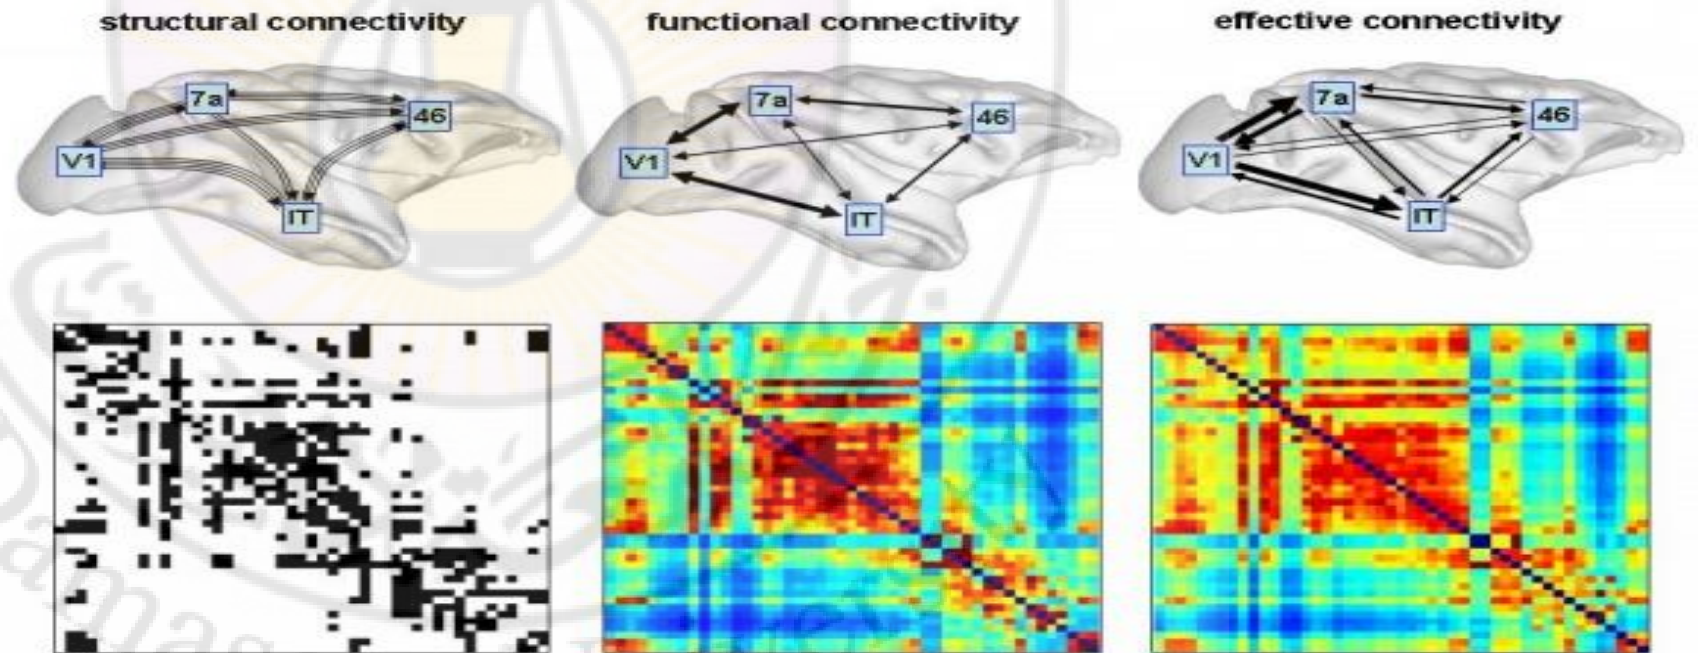 structural connectivity
functional connectivity
effective connectivity
7a
46
V1
IT
7a
46
V1
IT
7a
46
V1
IT